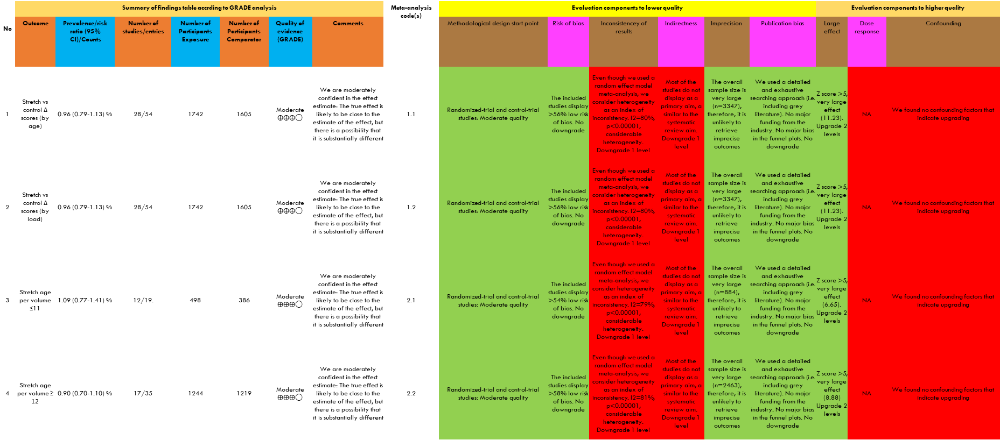 Summary of findings table accrding to GRADE analysis
Meta-analysis
code(s)
Evaluation components to lower quality
Evaluation components to higher quality
No
Outcome
Prevalence/risk
ratio (95%
CI)/Counts
Number of
studies/entries
Number of
Participants
Exposure
Number of
Participants
Comparator
Quality of
evidence
(GRADE)
Comments
Methodological design start point
Risk of bias
Inconsistencey of
results
Indirectness
Imprecision
Publication bias
Large
effect
Dose
response
Confounding
1
Stretch vs
control Δ
scores (by
age)
0.96 (0.79-1.13) %
28/54
1742
1605
Moderate
⨁⨁⨁◯
We are moderately
confident in the effect
estimate: The true effect is
likely to be close to the
estimate of the effect, but
there is a possibility that
it is substantially different
1.1
Randomized-trial and control-trial
studies: Moderate quality
The included
studies display
>56% low risk
of bias. No
downgrade
Even though we used a
random effect model
meta-analysis, we
consider heterogeneity
as an index of
inconsistency. I2=80%,
p<0.00001,
considerable
heterogeneity.
Downgrade 1 level
Most of the
studies do not
display as a
primary aim, a
similar to the
systematic
review aim.
Downgrade 1
level
The overall
sample size is
very large
(n=3347),
therefore, it is
unlikely to
retrieve
imprecise
outcomes
We used a detailed
and exhaustive
searching approach (i.e.
including grey
literature). No major
funding from the
industry. No major bias
in the funnel plots. No
downgrade
Z score >5,
very large
effect
(11.23).
Upgrade 2
levels
NA
We found no confounding factors that
indicate upgrading
2
Stretch vs
control Δ
scores (by
load)
0.96 (0.79-1.13) %
28/54
1742
1605
Moderate
⨁⨁⨁◯
We are moderately
confident in the effect
estimate: The true effect is
likely to be close to the
estimate of the effect, but
there is a possibility that
it is substantially different
1.2
Randomized-trial and control-trial
studies: Moderate quality
The included
studies display
>56% low risk
of bias. No
downgrade
Even though we used a
random effect model
meta-analysis, we
consider heterogeneity
as an index of
inconsistency. I2=80%,
p<0.00001,
considerable
heterogeneity.
Downgrade 1 level
Most of the
studies do not
display as a
primary aim, a
similar to the
systematic
review aim.
Downgrade 1
level
The overall
sample size is
very large
(n=3347),
therefore, it is
unlikely to
retrieve
imprecise
outcomes
We used a detailed
and exhaustive
searching approach (i.e.
including grey
literature). No major
funding from the
industry. No major bias
in the funnel plots. No
downgrade
Z score >5,
very large
effect
(11.23).
Upgrade 2
levels
NA
We found no confounding factors that
indicate upgrading
3
Stretch age
per volume
≤11
1.09 (0.77-1.41) %
12/19.
498
386
Moderate
⨁⨁⨁◯
We are moderately
confident in the effect
estimate: The true effect is
likely to be close to the
estimate of the effect, but
there is a possibility that
it is substantially different
2.1
Randomized-trial and control-trial
studies: Moderate quality
The included
studies display
>54% low risk
of bias. No
downgrade
Even though we used a
random effect model
meta-analysis, we
consider heterogeneity
as an index of
inconsistency. I2=79%,
p<0.00001,
considerable
heterogeneity.
Downgrade 1 level
Most of the
studies do not
display as a
primary aim, a
similar to the
systematic
review aim.
Downgrade 1
level
The overall
sample size is
very large
(n=884),
therefore, it is
unlikely to
retrieve
imprecise
outcomes
We used a detailed
and exhaustive
searching approach (i.e.
including grey
literature). No major
funding from the
industry. No major bias
in the funnel plots. No
downgrade
Z score >5,
very large
effect
(6.65).
Upgrade 2
levels
NA
We found no confounding factors that
indicate upgrading
4
Stretch age
per volume ≥
12
0.90 (0.70-1.10) %
17/35
1244
1219
Moderate
⨁⨁⨁◯
We are moderately
confident in the effect
estimate: The true effect is
likely to be close to the
estimate of the effect, but
there is a possibility that
it is substantially different
2.2
Randomized-trial and control-trial
studies: Moderate quality
The included
studies display
>58% low risk
of bias. No
downgrade
Even though we used a
random effect model
meta-analysis, we
consider heterogeneity
as an index of
inconsistency. I2=81%,
p<0.00001,
considerable
heterogeneity.
Downgrade 1 level
Most of the
studies do not
display as a
primary aim, a
similar to the
systematic
review aim.
Downgrade 1
level
The overall
sample size is
very large
(n=2463),
therefore, it is
unlikely to
retrieve
imprecise
outcomes
We used a detailed
and exhaustive
searching approach (i.e.
including grey
literature). No major
funding from the
industry. No major bias
in the funnel plots. No
downgrade
Z score >5,
very large
effect
(8.88)
Upgrade 2
levels
NA
We found no confounding factors that
indicate upgrading